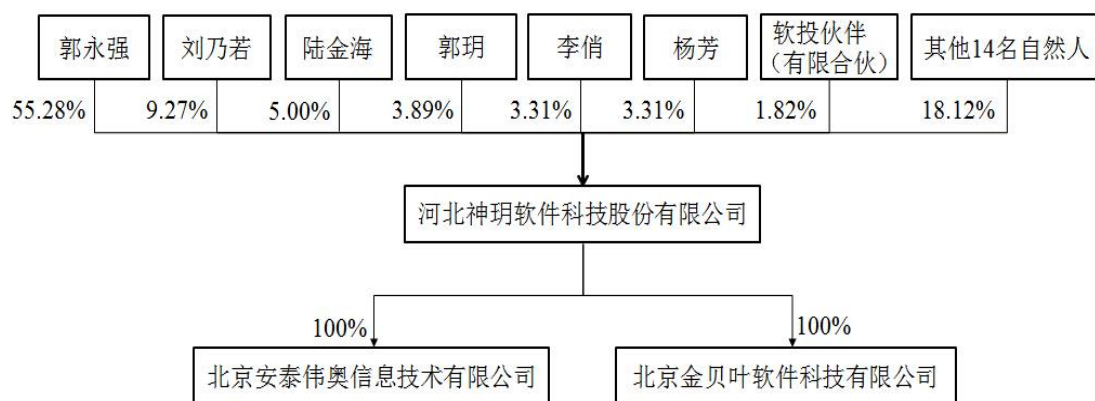 郭永强
刘乃若
陆金海
郭玥
李俏
杨芳
软投伙伴
（有限合伙）
其他14名自然人
55.28%
9.27%
5.00%
3.89%
3.31%
3.31%
1.82%
18.12%
河北神玥软件科技股份有限公司
100%
100%
北京安泰伟奥信息技术有限公司
北京金贝叶软件科技有限公司